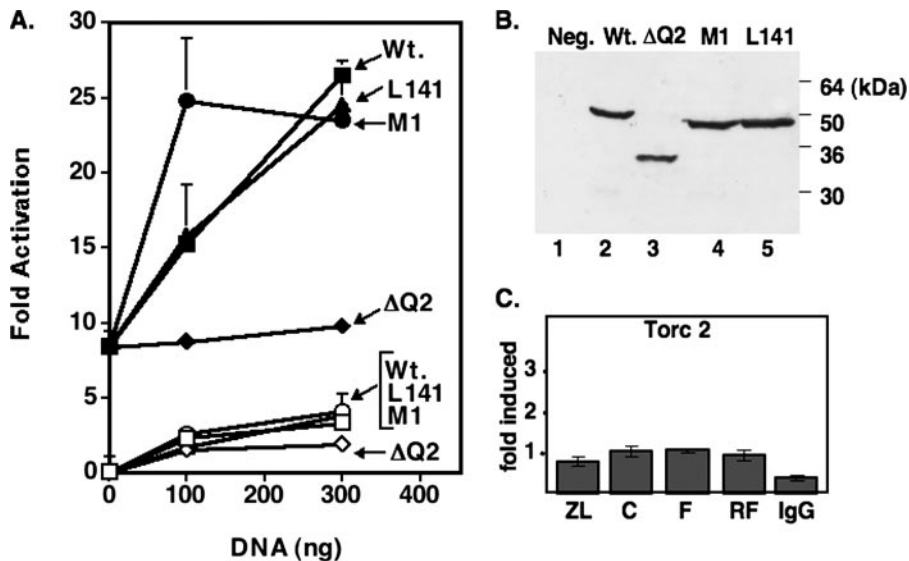 A.
30
25
20
15
10
5
0
Fold Activation
Wt.
L141
M1
ΔQ2
Wt.
L141
M1
ΔQ2
0 100 200 300 400
DNA (ng)
B.
Neg. Wt. ΔQ2 M1 L141
64 (kDa)
50
36
30
1 2 3 4 5
C.
Torc 2
fold induced
3
2
1
ZL C F RF IgG